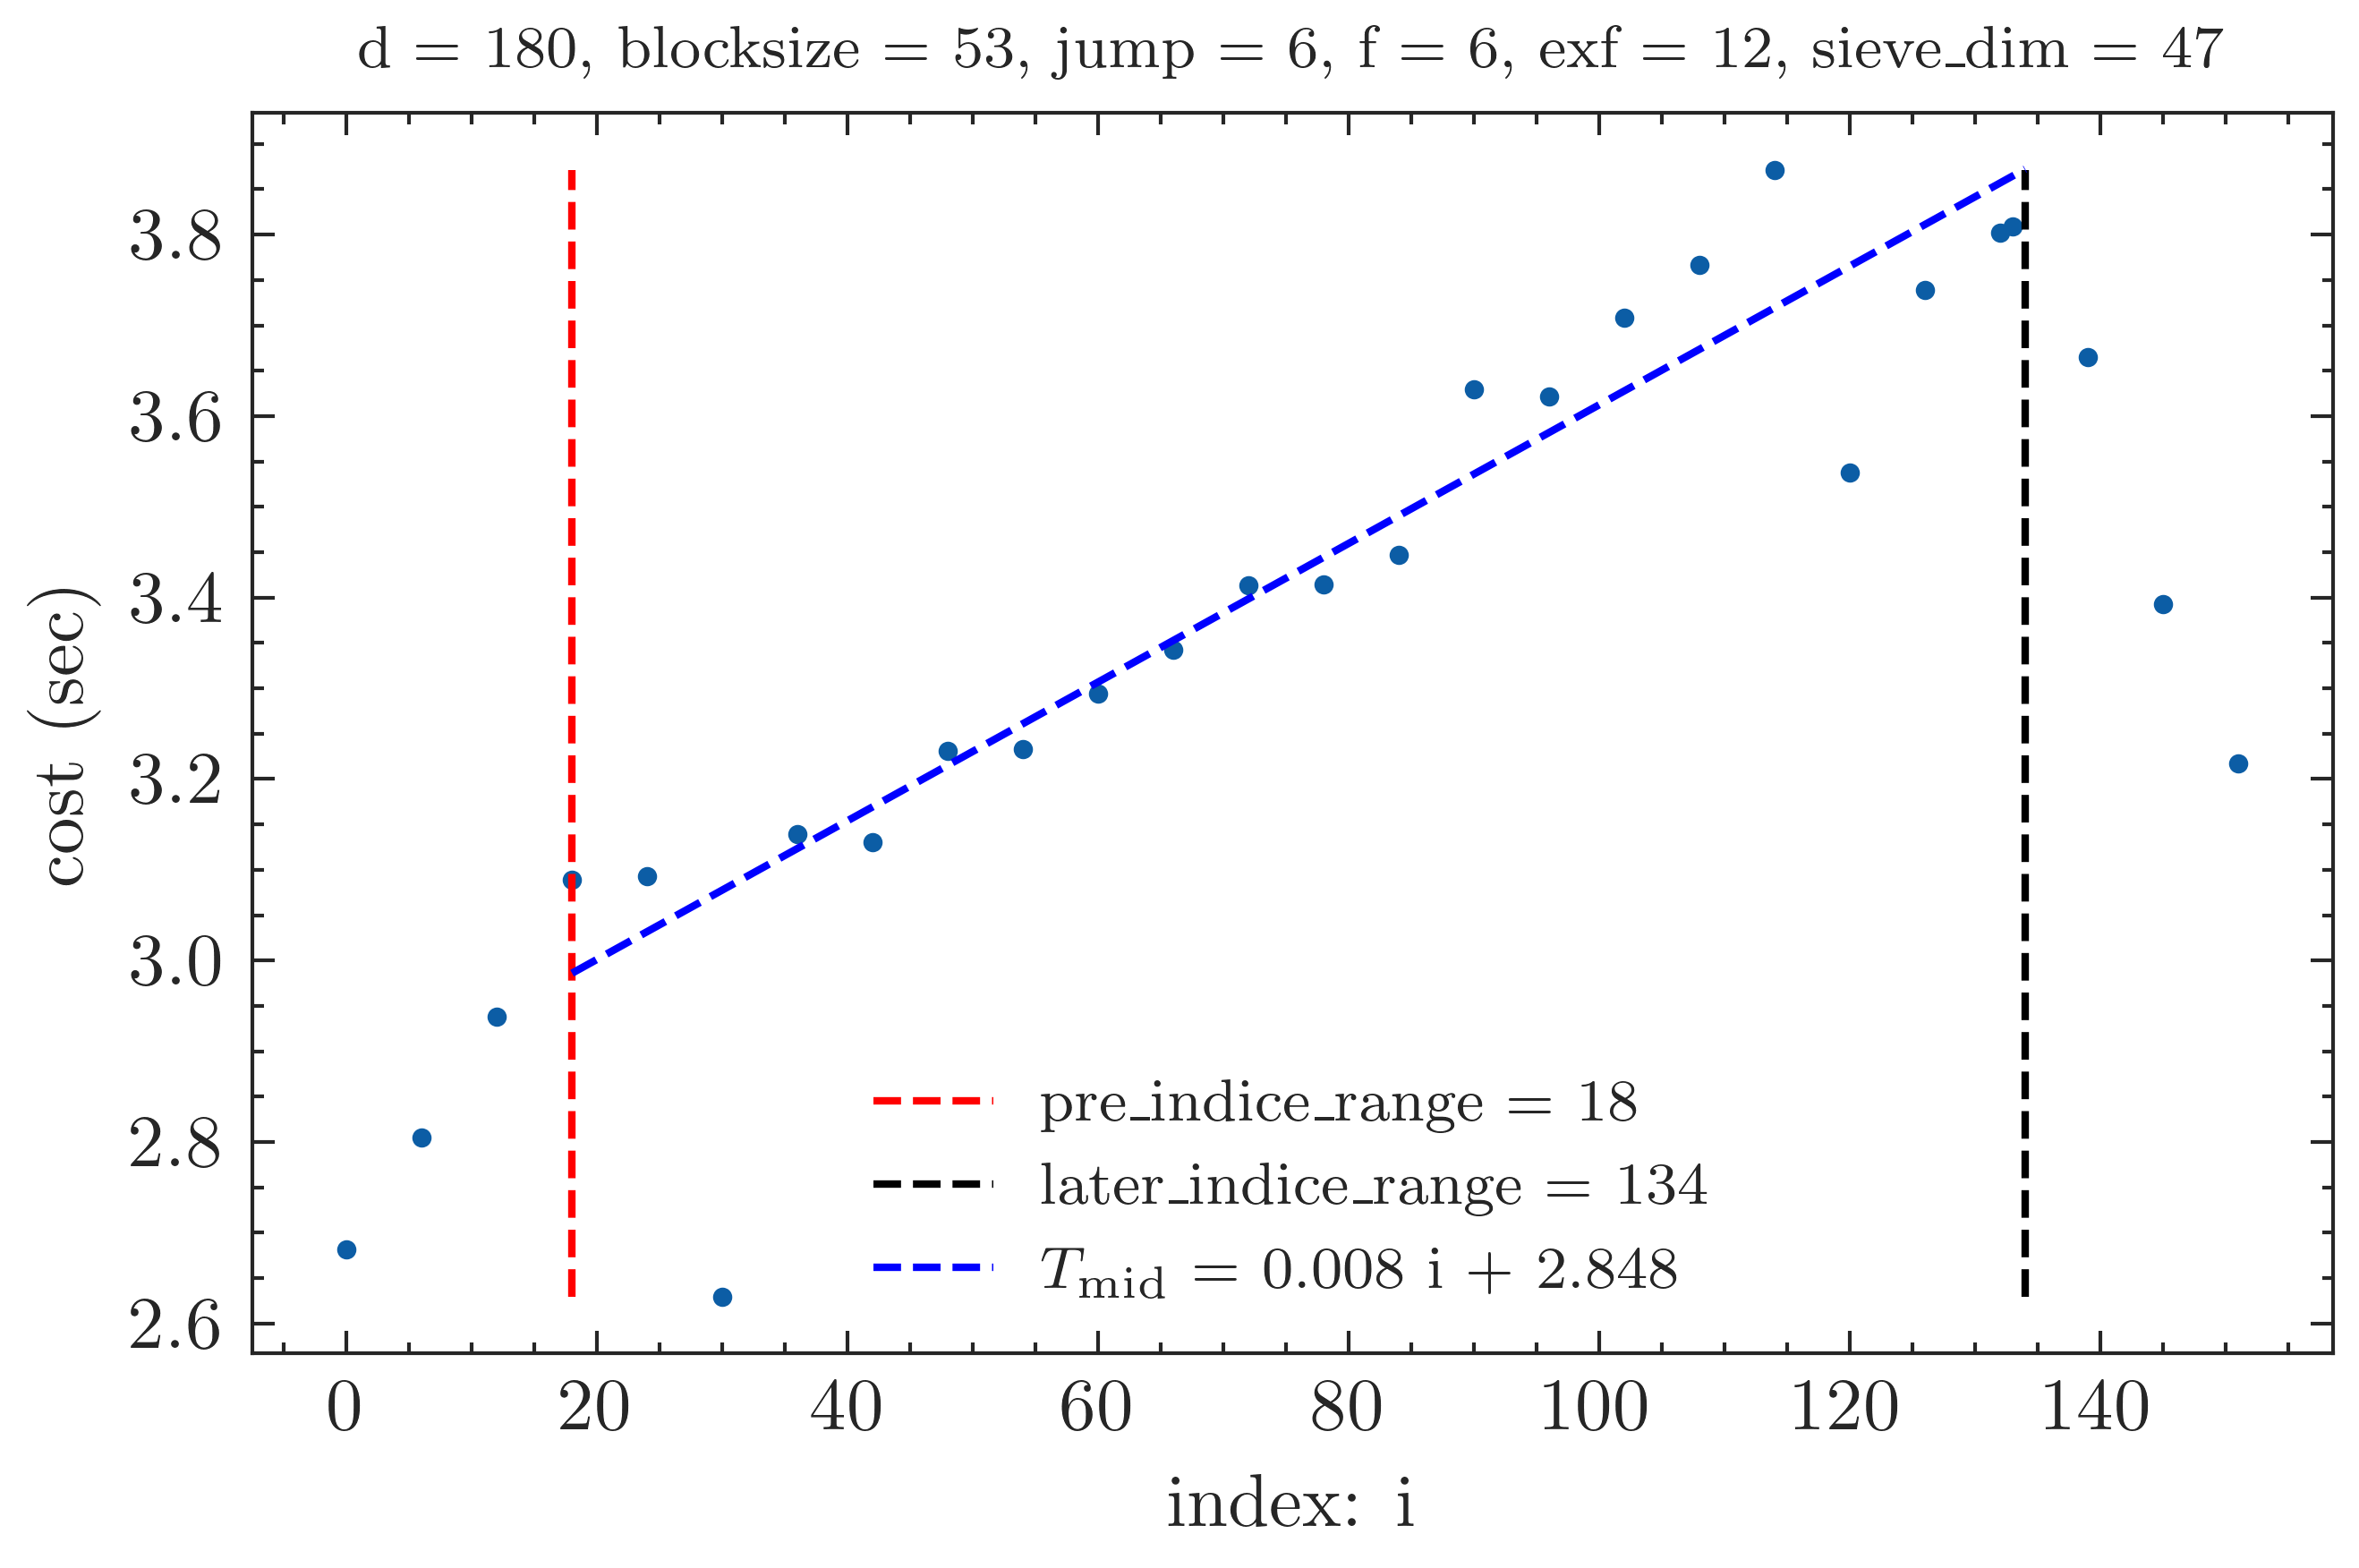 d = 180, blocksize = 53, jump = 6, f = 6, exf = 12, sieve_dim = 47
cost (sec)
3.8
3.6
3.4
3.2
3.0
2.8
2.6
pre_indice_range = 18
later_indice_range = 134
T_mid = 0.008 i + 2.848
0 20 40 60 80 100 120 140
index: i